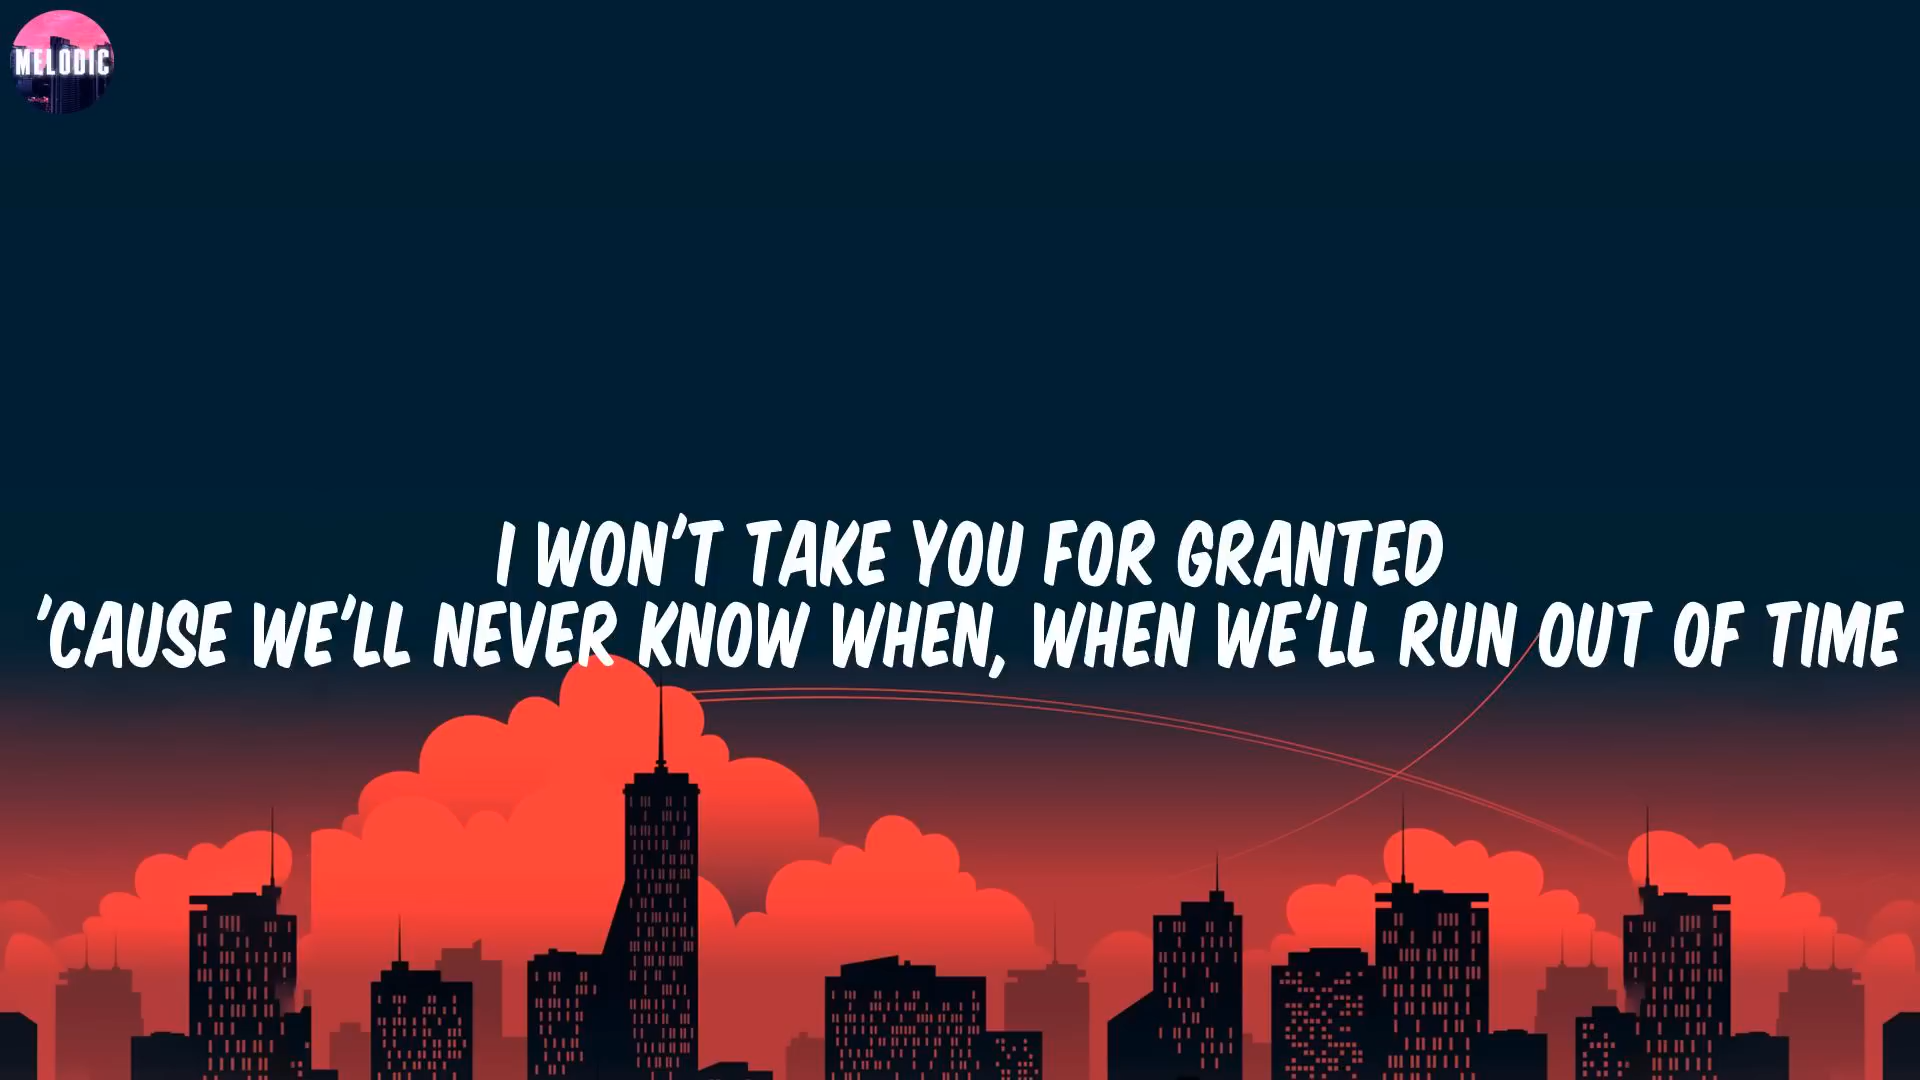 MELODIC
I WON'T TAKE YOU FOR GRANTED
'CAUSE WE'LL NEVER KNOW WHEN, WHEN WE'LL RUN OUT OF TIME